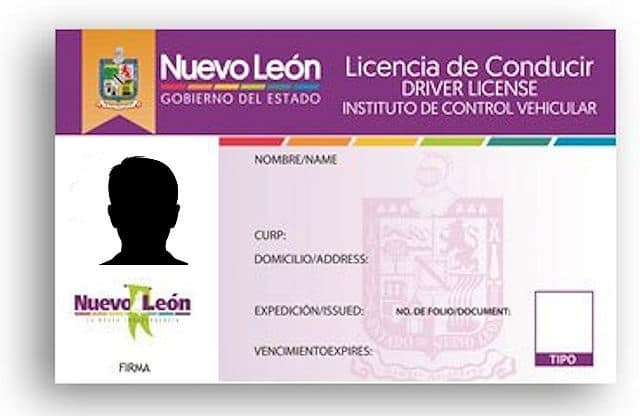 Nuevo León
GOBIERNO DEL ESTADO
Licencia de Conducir
DRIVER LICENSE
INSTITUTO DE CONTROL VEHICULAR
NOMBRE/NAME
CURP:
DOMICILIO/ADDRESS:
Nuevo León
EXPEDICIÓN/ISSUED:
NO. DE FOLIO/DOCUMENT:
VENCIMIENTOEXPIRES:
FIRMA
TIPO